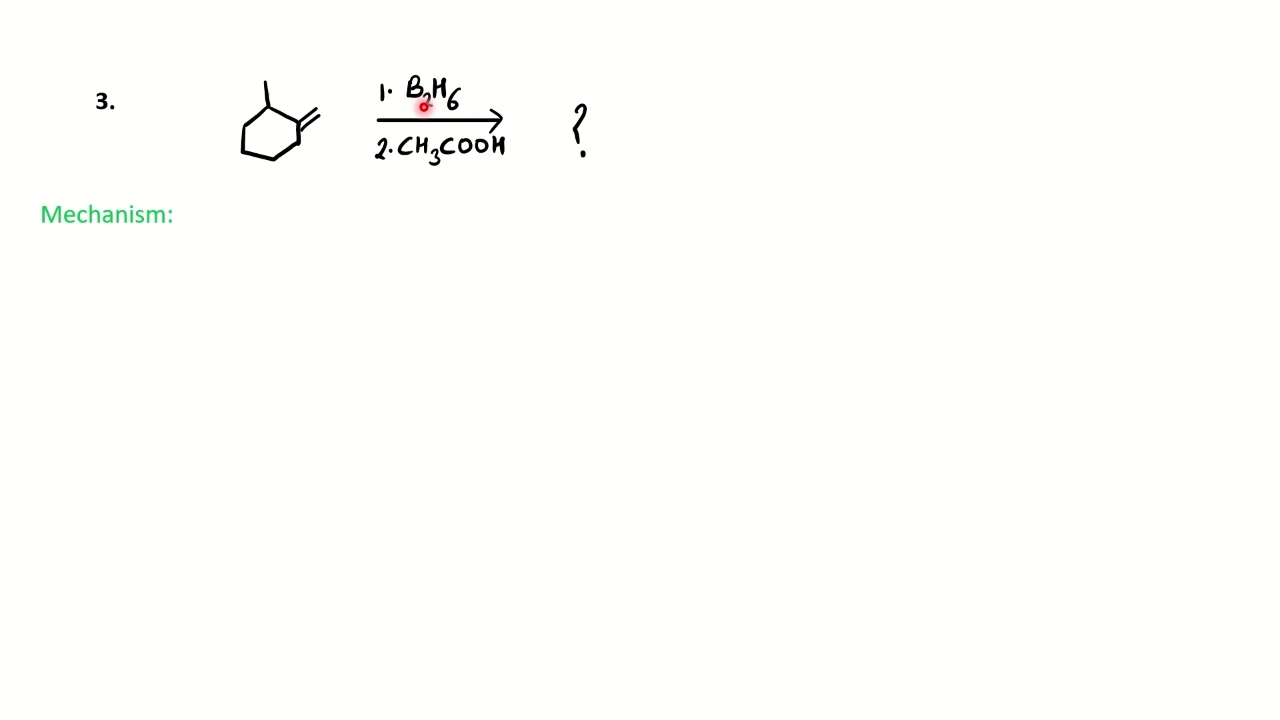 3.
1. B₂H₆
2. CH₃COOH
?
Mechanism: